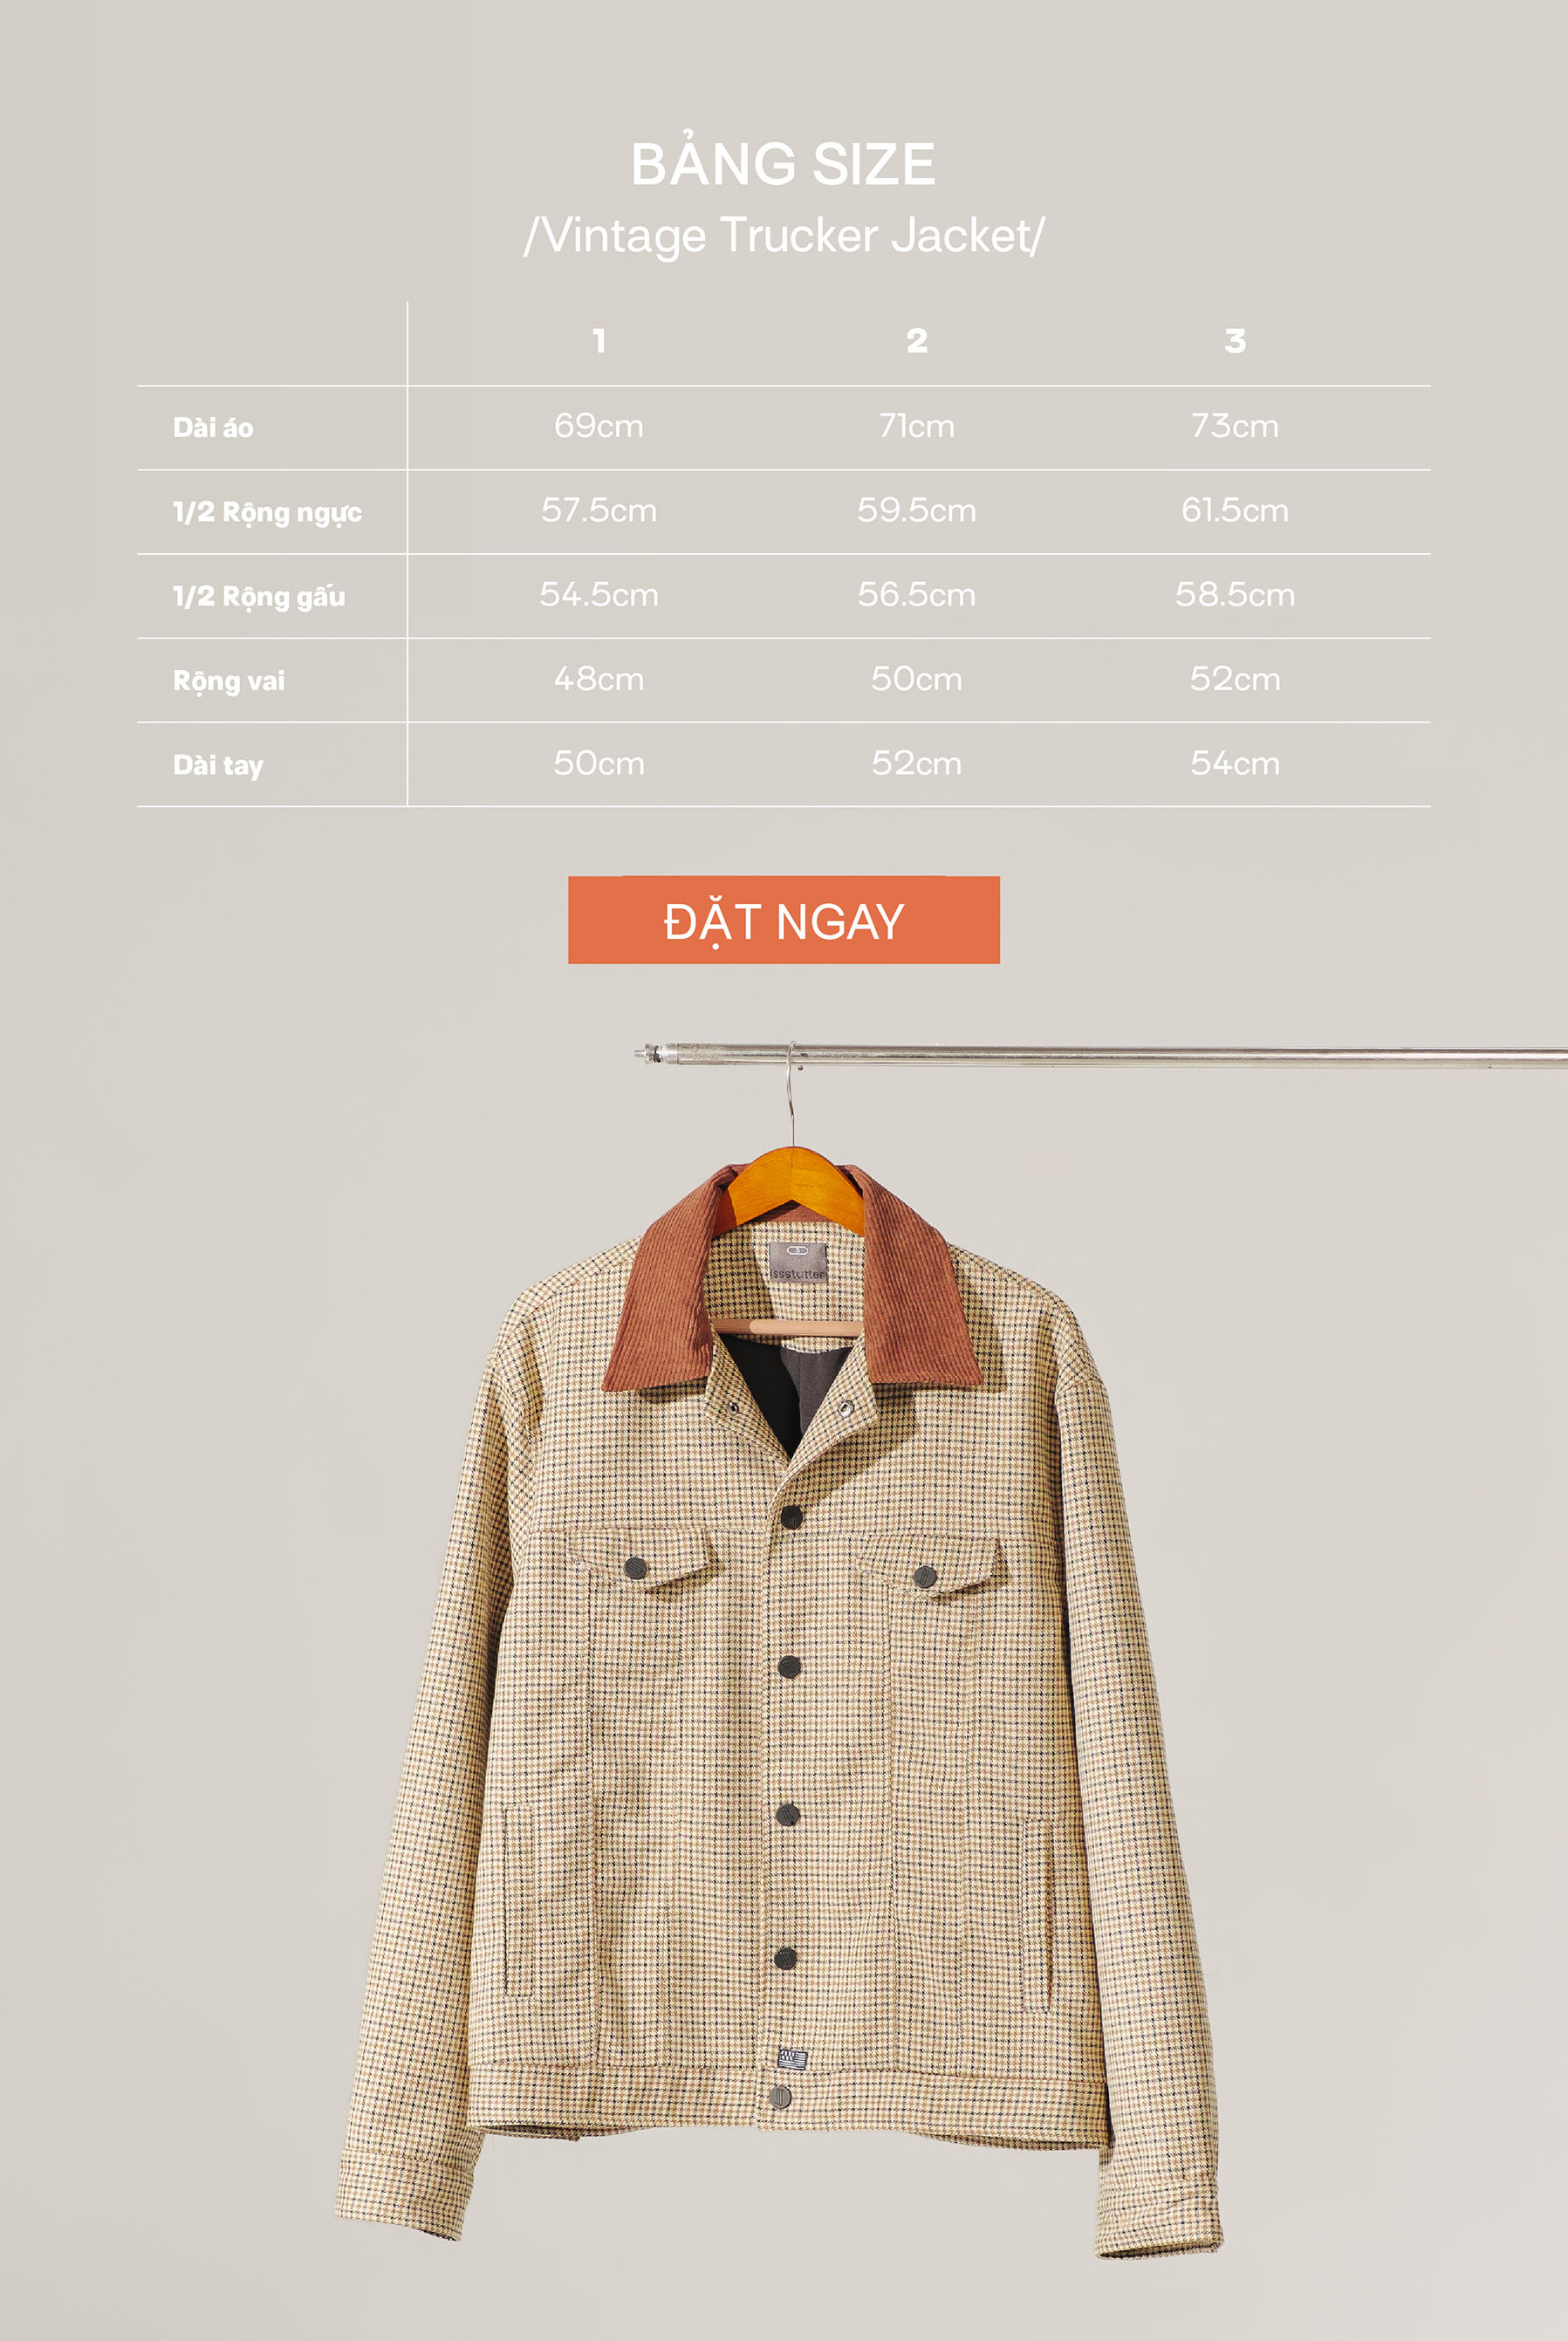 BẢNG SIZE
/Vintage Trucker Jacket/
1 2 3
Dài áo 69cm 71cm 73cm
1/2 Rộng ngực 57.5cm 59.5cm 61.5cm
1/2 Rộng gấu 54.5cm 56.5cm 58.5cm
Rộng vai 48cm 50cm 52cm
Dài tay 50cm 52cm 54cm
ĐẶT NGAY
ssstutter